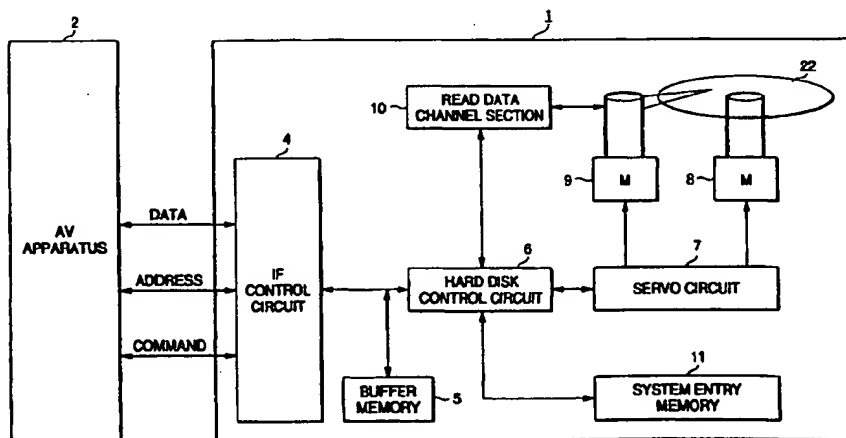 2
1
22
10
READ DATA
CHANNEL SECTION
4
9
M
8
M
AV
APPARATUS
DATA
ADDRESS
COMMAND
IF
CONTROL
CIRCUIT
6
HARD DISK
CONTROL CIRCUIT
7
SERVO CIRCUIT
BUFFER
MEMORY
5
11
SYSTEM ENTRY
MEMORY